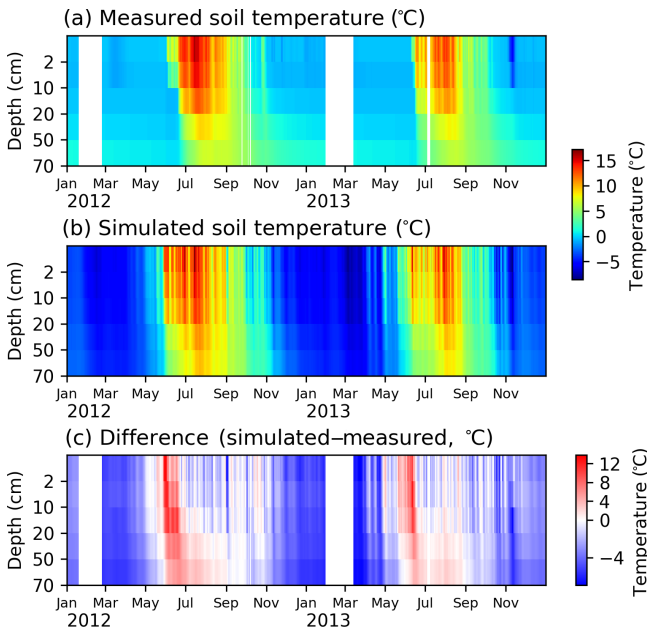 (a) Measured soil temperature (℃)
Depth (cm)
2
10
20
50
70
Jan Mar May Jul Sep Nov Jan Mar May Jul Sep Nov
2012 2013
(b) Simulated soil temperature (℃)
Depth (cm)
2
10
20
50
70
Jan Mar May Jul Sep Nov Jan Mar May Jul Sep Nov
2012 2013
15
10
5
0
−5
Temperature (℃)
(c) Difference (simulated–measured, ℃)
Depth (cm)
2
10
20
50
70
Jan Mar May Jul Sep Nov Jan Mar May Jul Sep Nov
2012 2013
12
8
4
0
−4
Temperature (℃)